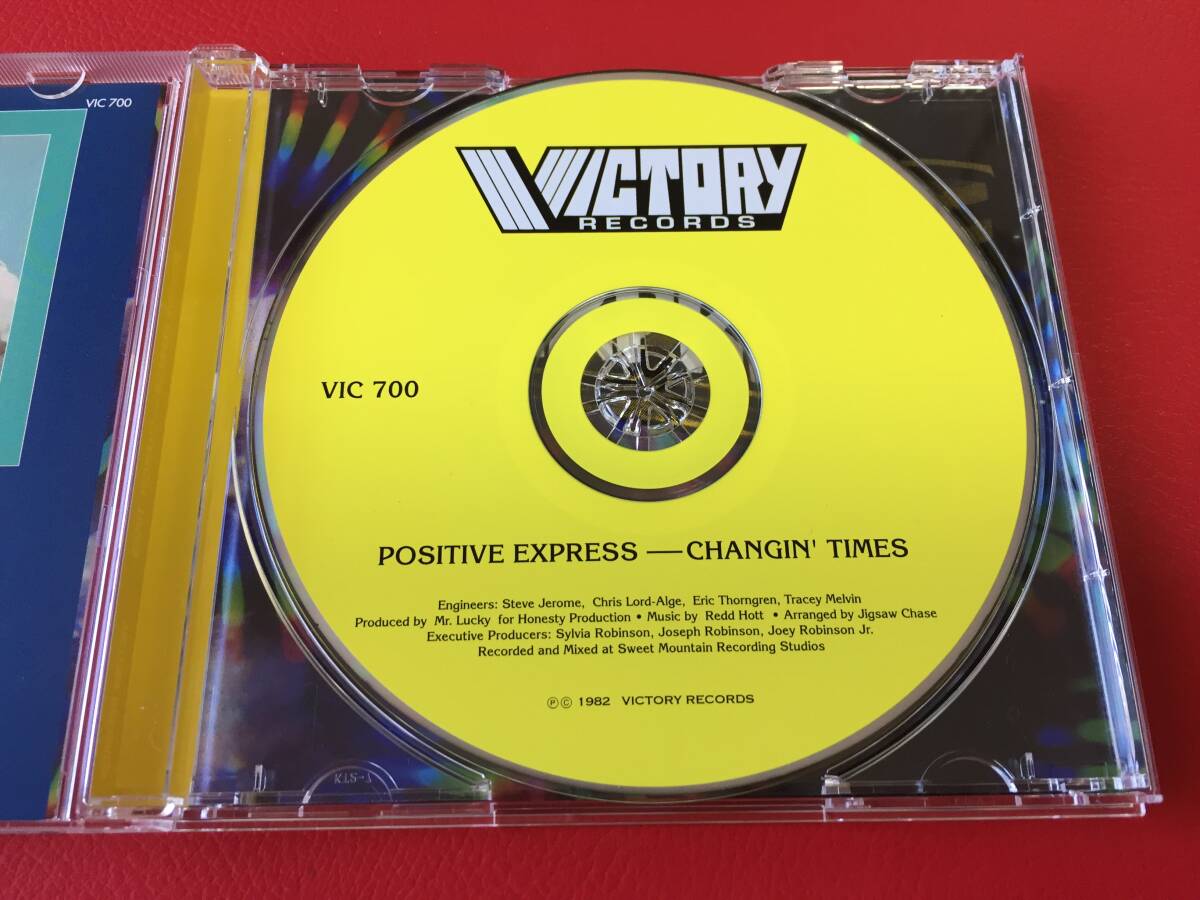 VIC 700
VICTORY
RECORDS
VIC 700
POSITIVE EXPRESS — CHANGIN' TIMES
Engineers: Steve Jerome, Chris Lord-Alge, Eric Thorngren, Tracey Melvin
Produced by Mr. Lucky for Honesty Production • Music by Redd Hott • Arranged by Jigsaw Chase
Executive Producers: Sylvia Robinson, Joseph Robinson, Joey Robinson Jr.
Recorded and Mixed at Sweet Mountain Recording Studios
℗ © 1982 VICTORY RECORDS